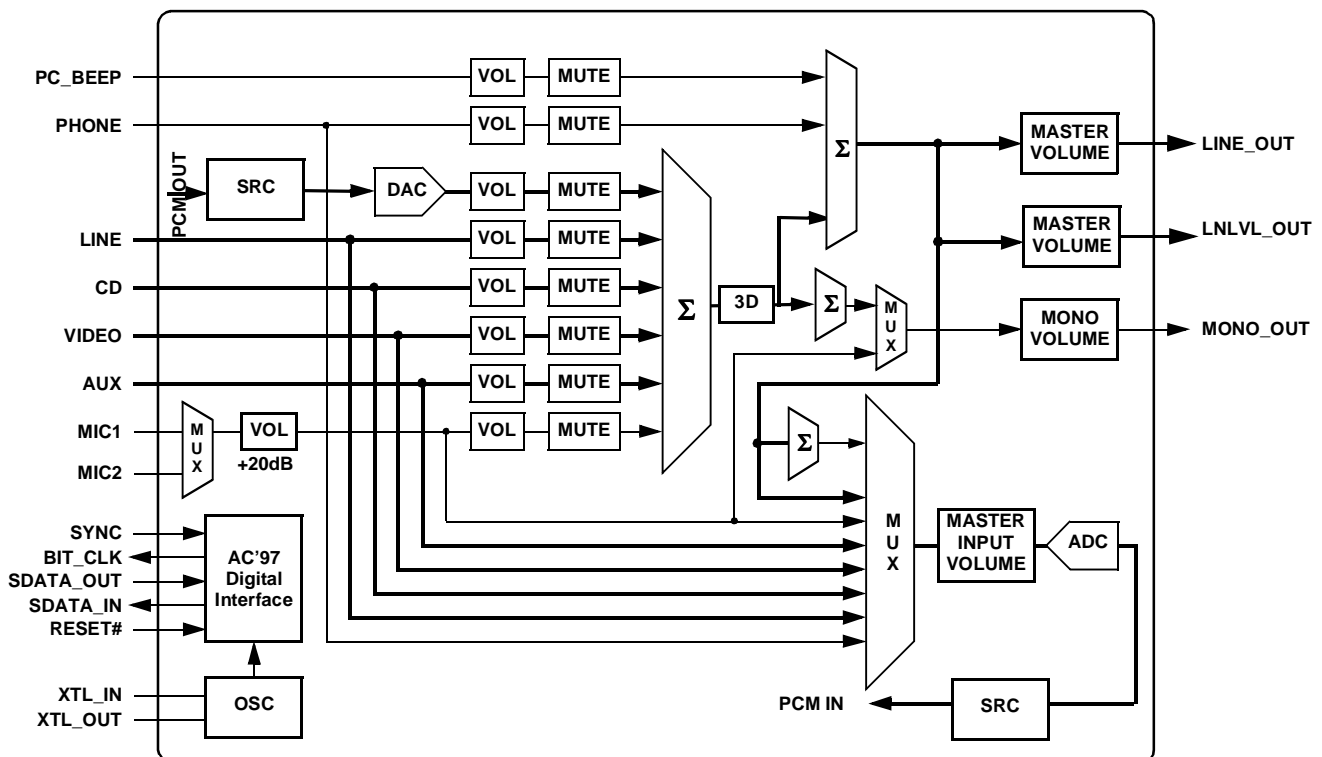 PC_BEEP
VOL
MUTE
PHONE
VOL
MUTE
Σ
MASTER
VOLUME
LINE_OUT
PCM OUT
SRC
DAC
VOL
MUTE
LINE
VOL
MUTE
MASTER
VOLUME
LNLVL_OUT
CD
VOL
MUTE
Σ
3D
Σ
MUX
MONO
VOLUME
MONO_OUT
VIDEO
VOL
MUTE
AUX
VOL
MUTE
MIC1
MIC2
MUX
VOL
+20dB
VOL
MUTE
Σ
MUX
MASTER
INPUT
VOLUME
ADC
SYNC
BIT_CLK
SDATA_OUT
SDATA_IN
RESET#
AC’97
Digital
Interface
XTL_IN
XTL_OUT
OSC
PCM IN
SRC